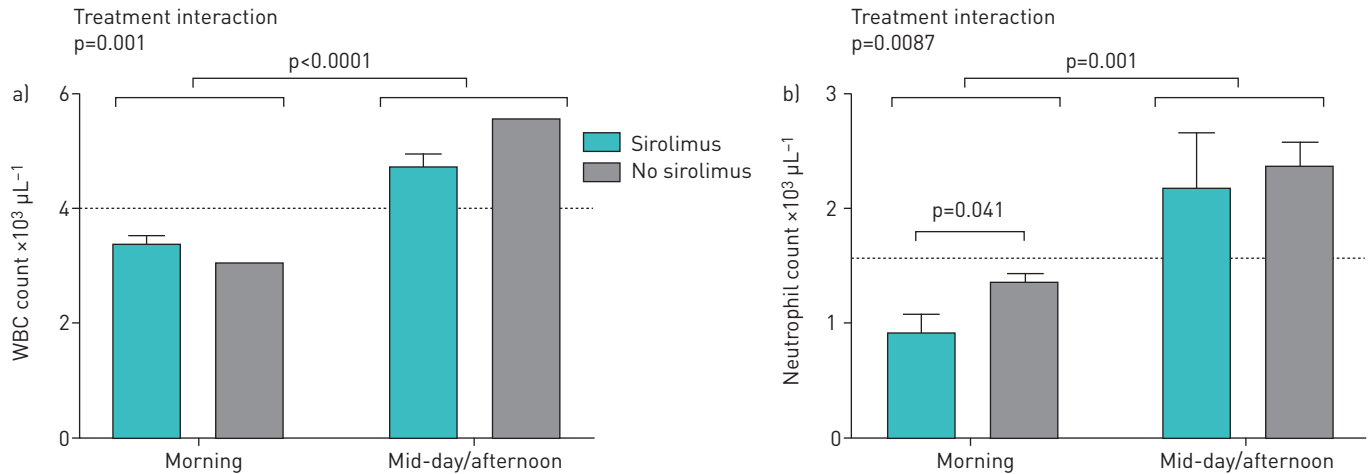 Treatment interaction
p=0.001
p<0.0001
a)
6
4
2
0
WBC count ×10³ µL⁻¹
Morning
Mid-day/afternoon
Sirolimus
No sirolimus
Treatment interaction
p=0.0087
p=0.001
b)
3
2
1
0
Neutrophil count ×10³ µL⁻¹
p=0.041
Morning
Mid-day/afternoon